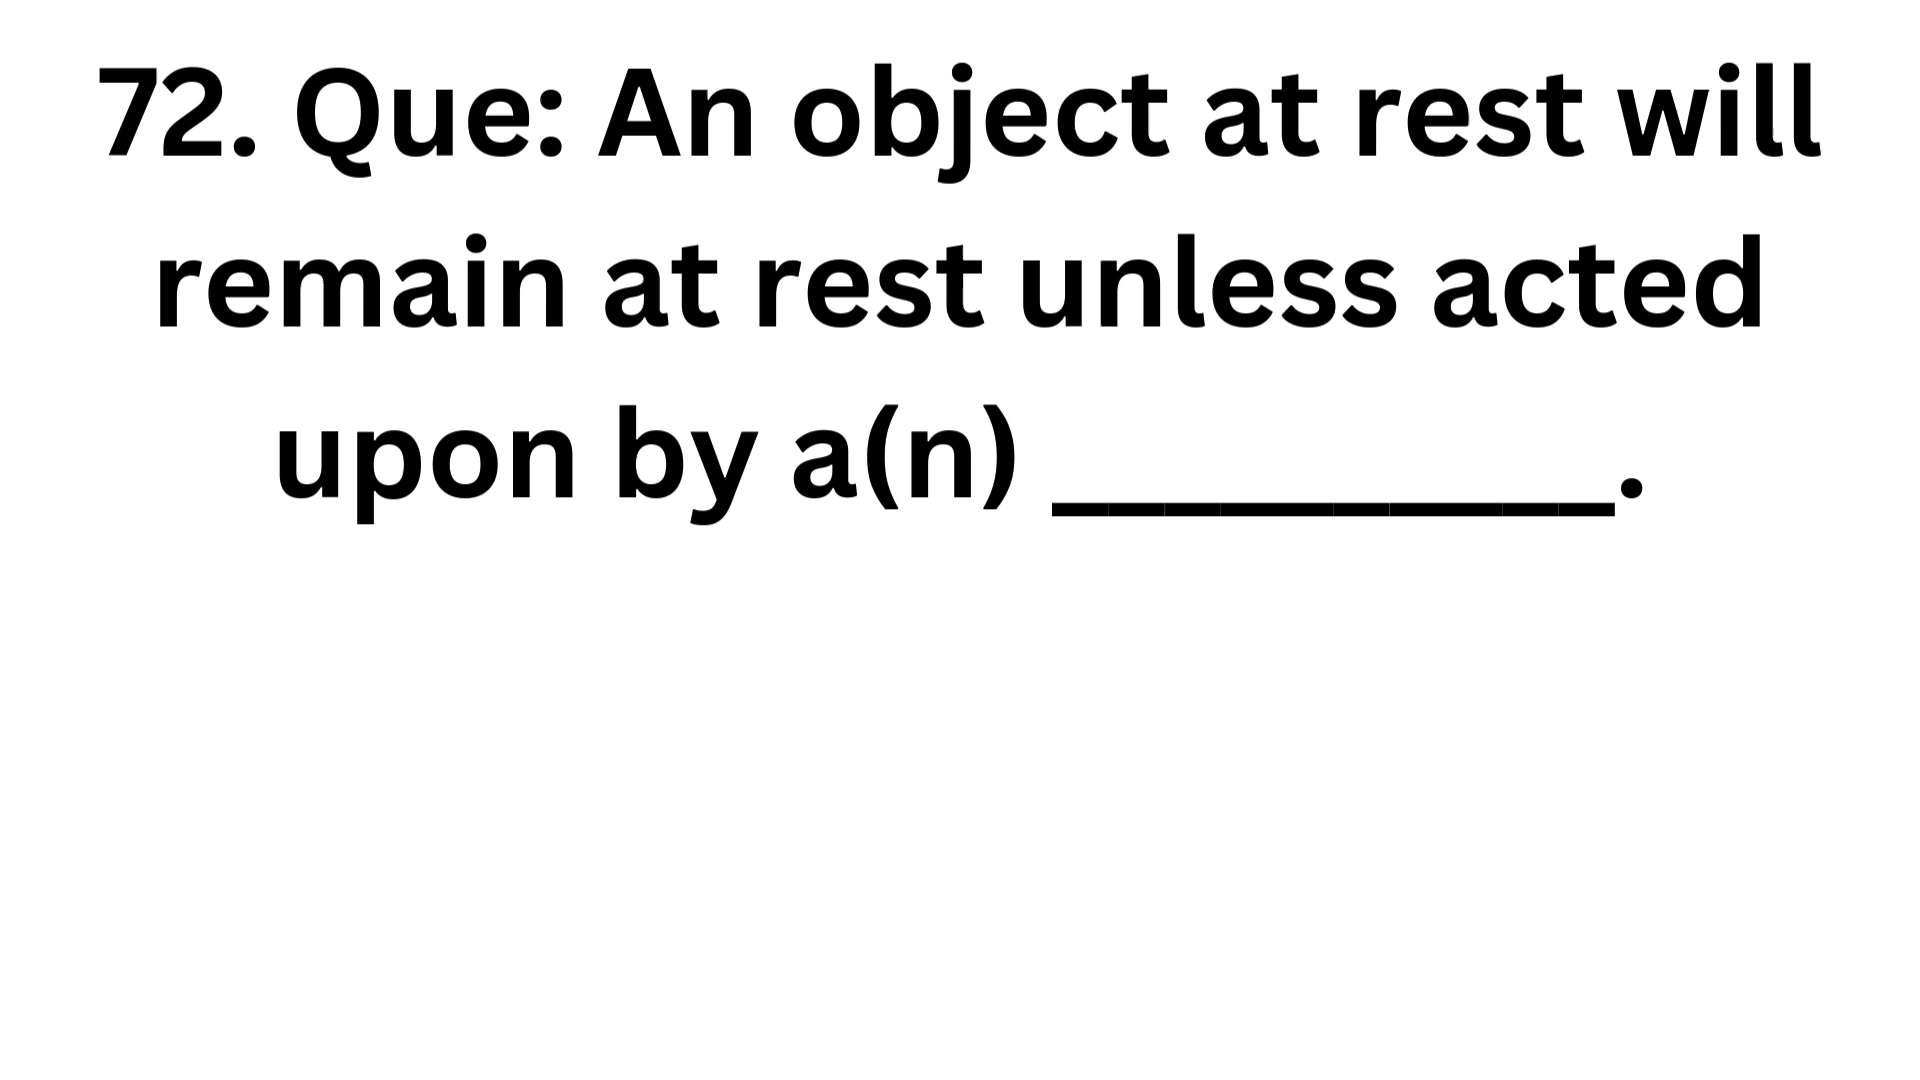 72. Que: An object at rest will
remain at rest unless acted
upon by a(n) __________.